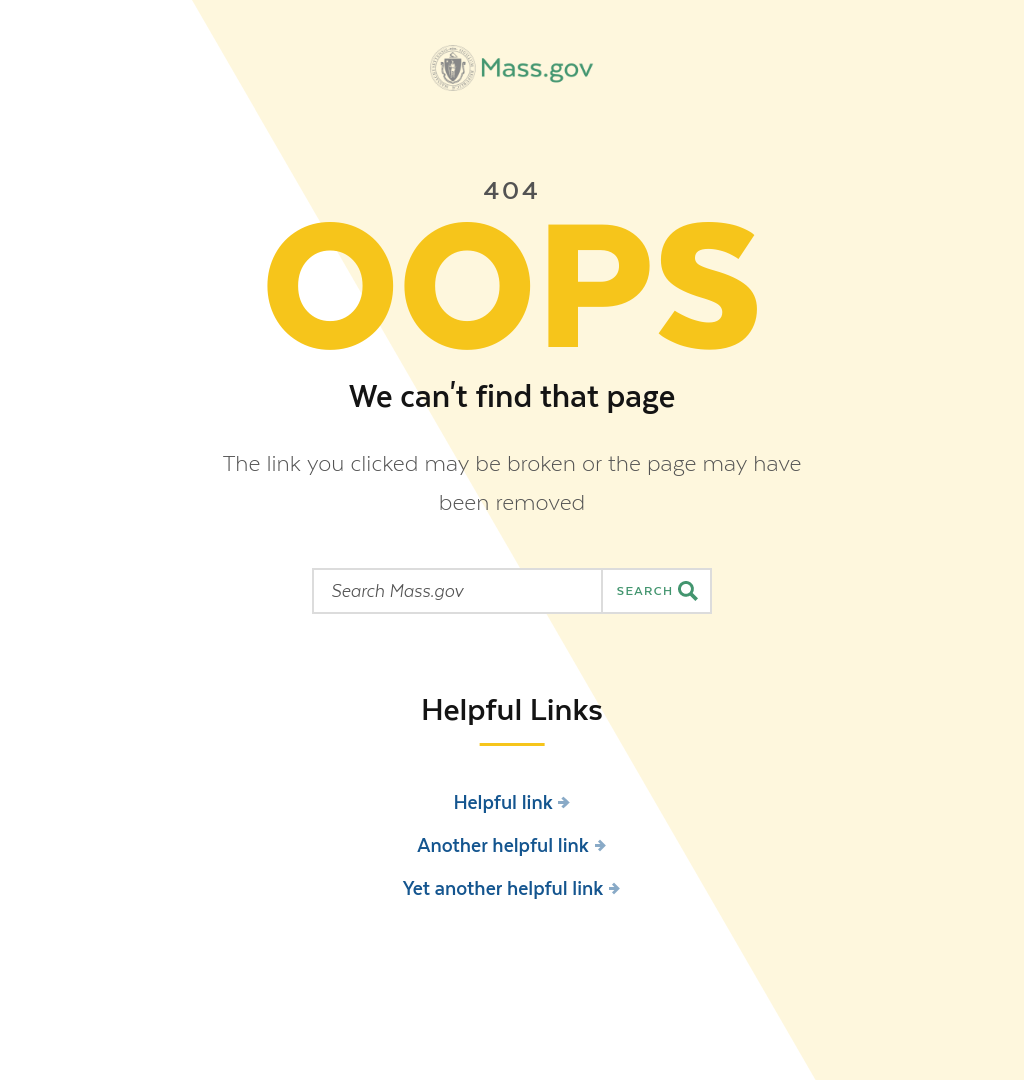 Mass.gov
404
OOPS
We can't find that page
The link you clicked may be broken or the page may have
been removed
Search Mass.gov
SEARCH
Helpful Links
Helpful link
Another helpful link
Yet another helpful link